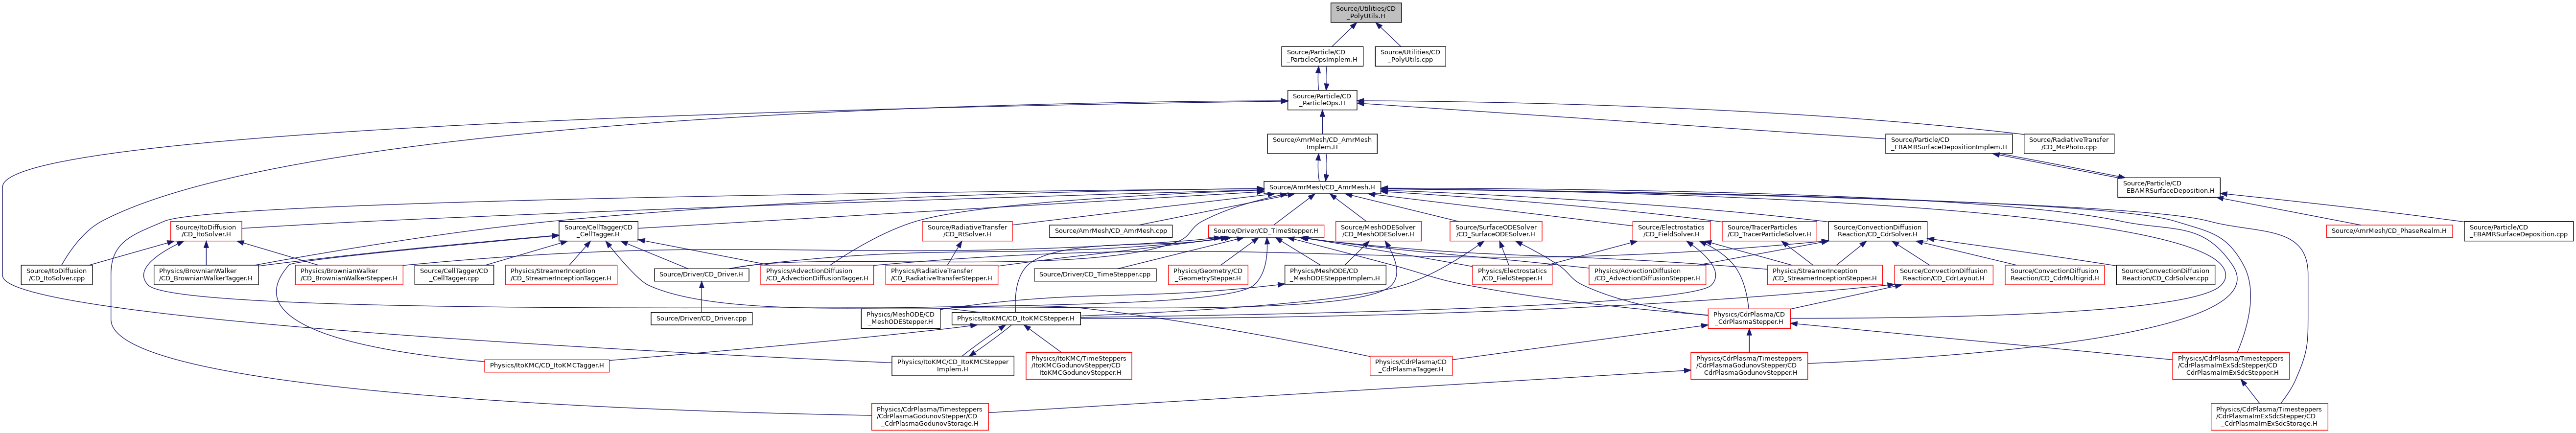 Source/Utilities/CD
_PolyUtils.H
Source/Particle/CD
_ParticleOpsImplem.H
Source/Utilities/CD
_PolyUtils.cpp
Source/Particle/CD
_ParticleOps.H
Source/AmrMesh/CD_AmrMesh
Implem.H
Source/Particle/CD
_EBAMRSurfaceDepositionImplem.H
Source/RadiativeTransfer
/CD_McPhoto.cpp
Source/AmrMesh/CD_AmrMesh.H
Source/Particle/CD
_EBAMRSurfaceDeposition.H
Source/ItoDiffusion
/CD_ItoSolver.H
Source/CellTagger/CD
_CellTagger.H
Source/RadiativeTransfer
/CD_RtSolver.H
Source/AmrMesh/CD_AmrMesh.cpp
Source/Driver/CD_TimeStepper.H
Source/MeshODESolver
/CD_MeshODESolver.H
Source/SurfaceODESolver
/CD_SurfaceODESolver.H
Source/Electrostatics
/CD_FieldSolver.H
Source/TracerParticles
/CD_TracerParticleSolver.H
Source/ConvectionDiffusion
Reaction/CD_CdrSolver.H
Source/AmrMesh/CD_PhaseRealm.H
Source/Particle/CD
_EBAMRSurfaceDeposition.cpp
Source/ItoDiffusion
/CD_ItoSolver.cpp
Physics/BrownianWalker
/CD_BrownianWalkerTagger.H
Physics/BrownianWalker
/CD_BrownianWalkerStepper.H
Source/CellTagger/CD
_CellTagger.cpp
Physics/StreamerInception
/CD_StreamerInceptionTagger.H
Source/Driver/CD_Driver.H
Physics/AdvectionDiffusion
/CD_AdvectionDiffusionTagger.H
Physics/RadiativeTransfer
/CD_RadiativeTransferStepper.H
Source/Driver/CD_TimeStepper.cpp
Physics/Geometry/CD
_GeometryStepper.H
Physics/MeshODE/CD
_MeshODEStepperImplem.H
Physics/Electrostatics
/CD_FieldStepper.H
Physics/AdvectionDiffusion
/CD_AdvectionDiffusionStepper.H
Physics/StreamerInception
/CD_StreamerInceptionStepper.H
Source/ConvectionDiffusion
Reaction/CD_CdrLayout.H
Source/ConvectionDiffusion
Reaction/CD_CdrMultigrid.H
Source/ConvectionDiffusion
Reaction/CD_CdrSolver.cpp
Source/Driver/CD_Driver.cpp
Physics/MeshODE/CD
_MeshODEStepper.H
Physics/ItoKMC/CD_ItoKMCStepper.H
Physics/CdrPlasma/CD
_CdrPlasmaStepper.H
Physics/ItoKMC/CD_ItoKMCTagger.H
Physics/ItoKMC/CD_ItoKMCStepper
Implem.H
Physics/ItoKMC/TimeSteppers
/ItoKMCGodunovStepper/CD
_ItoKMCGodunovStepper.H
Physics/CdrPlasma/CD
_CdrPlasmaTagger.H
Physics/CdrPlasma/Timesteppers
/CdrPlasmaGodunovStepper/CD
_CdrPlasmaGodunovStepper.H
Physics/CdrPlasma/Timesteppers
/CdrPlasmaImExSdcStepper/CD
_CdrPlasmaImExSdcStepper.H
Physics/CdrPlasma/Timesteppers
/CdrPlasmaGodunovStepper/CD
_CdrPlasmaGodunovStorage.H
Physics/CdrPlasma/Timesteppers
/CdrPlasmaImExSdcStepper/CD
_CdrPlasmaImExSdcStorage.H